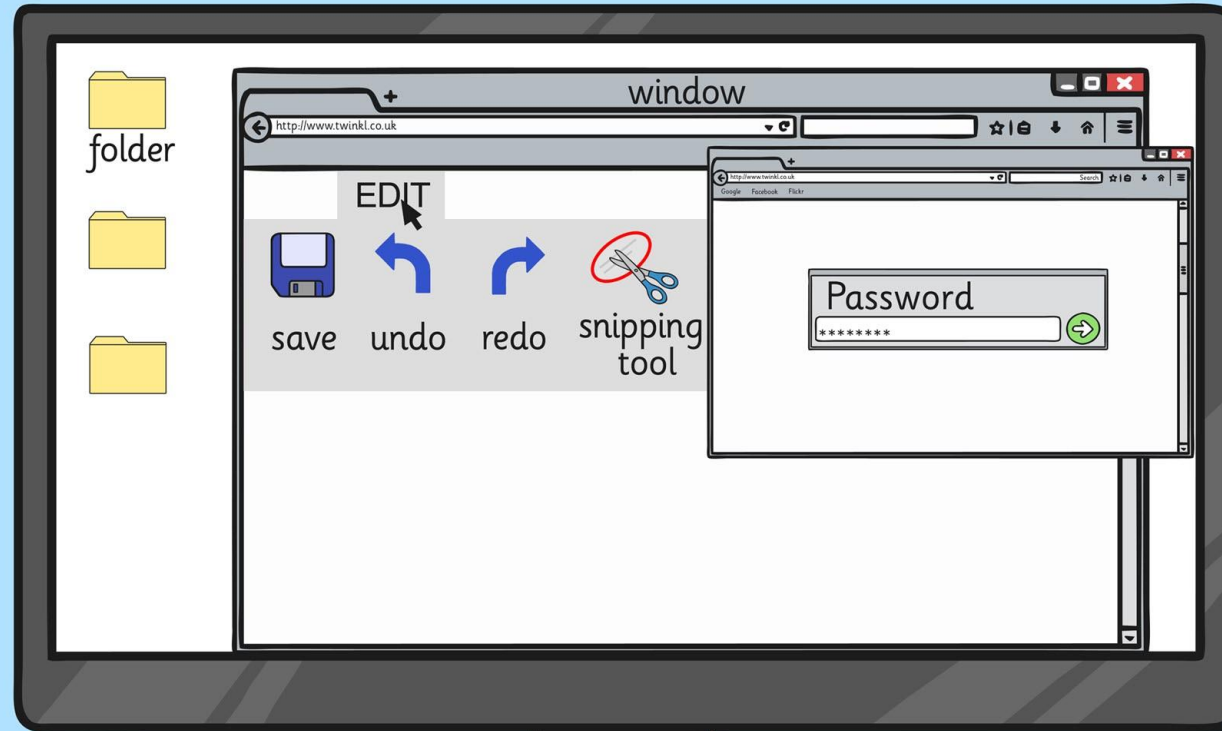 window
http://www.twinkl.co.uk
folder
EDIT
save
undo
redo
snipping
tool
http://www.twinkl.co.uk
Search
Google Facebook Flickr
Password
********